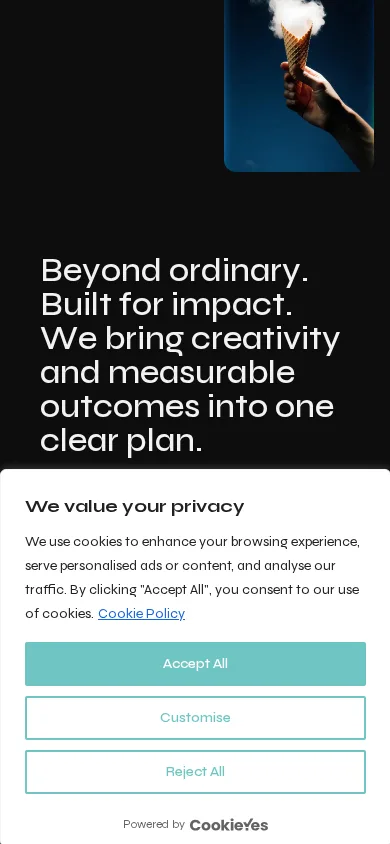 Beyond ordinary.
Built for impact.
We bring creativity
and measurable
outcomes into one
clear plan.
We value your privacy
We use cookies to enhance your browsing experience,
serve personalised ads or content, and analyse our
traffic. By clicking "Accept All", you consent to our use
of cookies. Cookie Policy
Accept All
Customise
Reject All
Powered by CookieYes